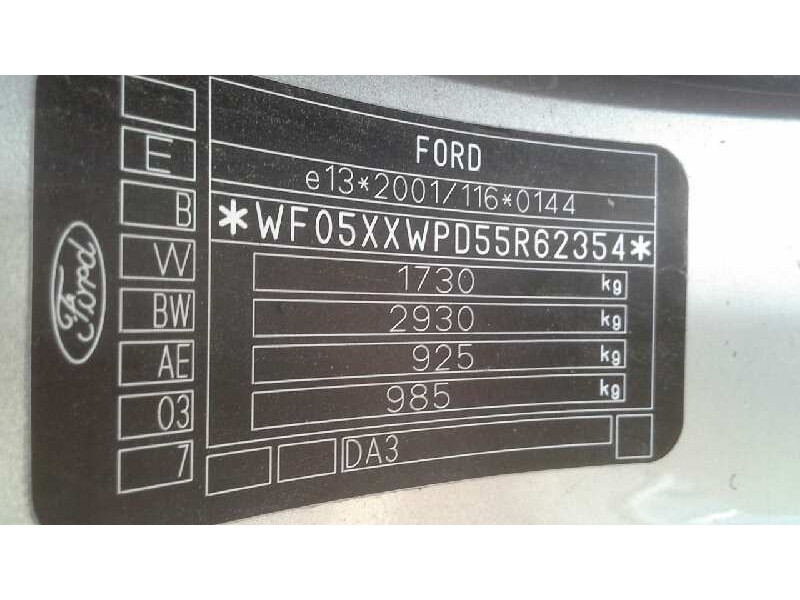 FORD
e13*2001/116*0144
*WF05XXWPD55R62354*
1730 kg
2930 kg
925 kg
985 kg
DA3
E
B
W
BW
AE
03
7
Ford